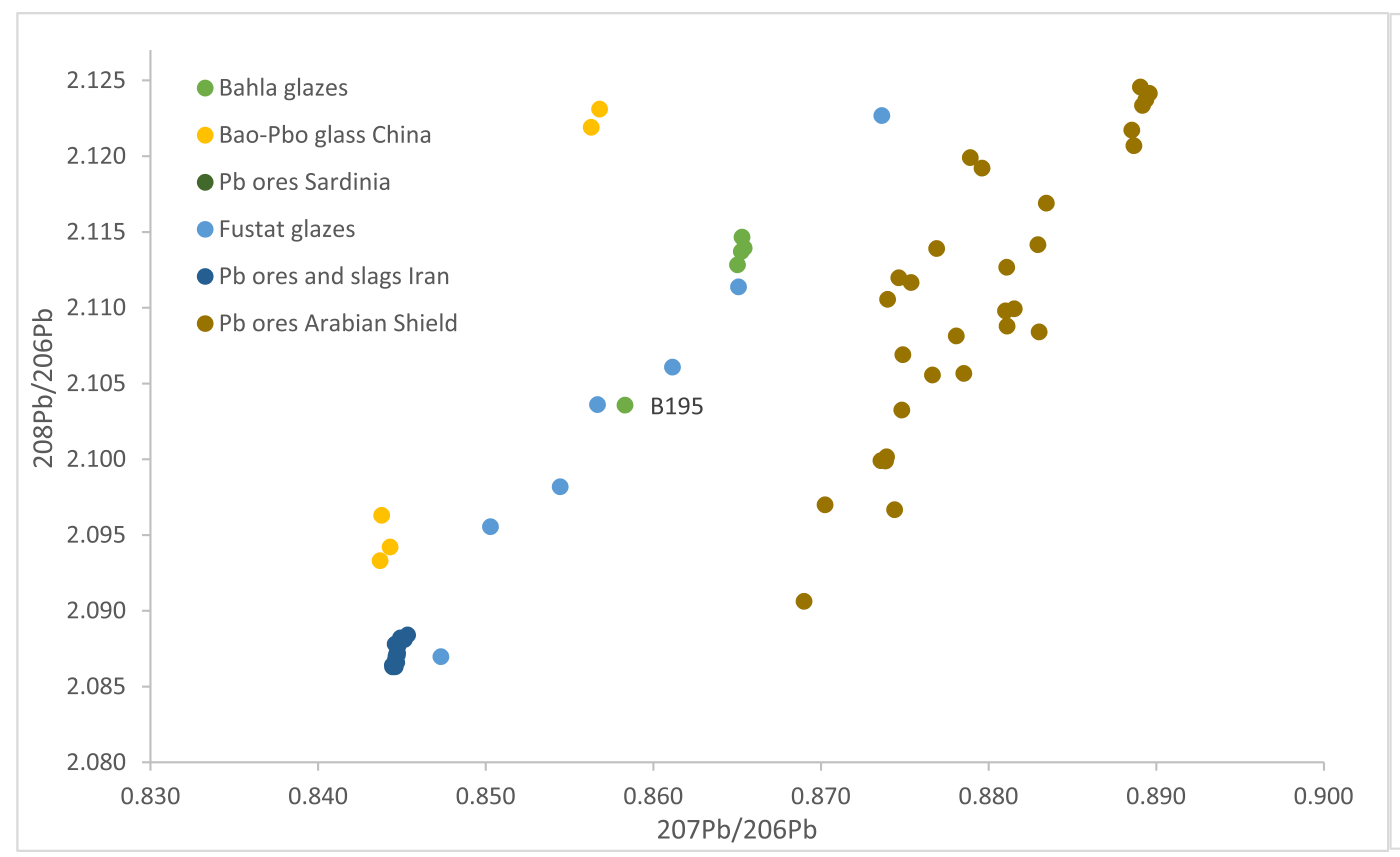 2.125
2.120
2.115
2.110
2.105
2.100
2.095
2.090
2.085
2.080
208Pb/206Pb
Bahla glazes
Bao-Pbo glass China
Pb ores Sardinia
Fustat glazes
Pb ores and slags Iran
Pb ores Arabian Shield
B195
0.830 0.840 0.850 0.860 0.870 0.880 0.890 0.900
207Pb/206Pb